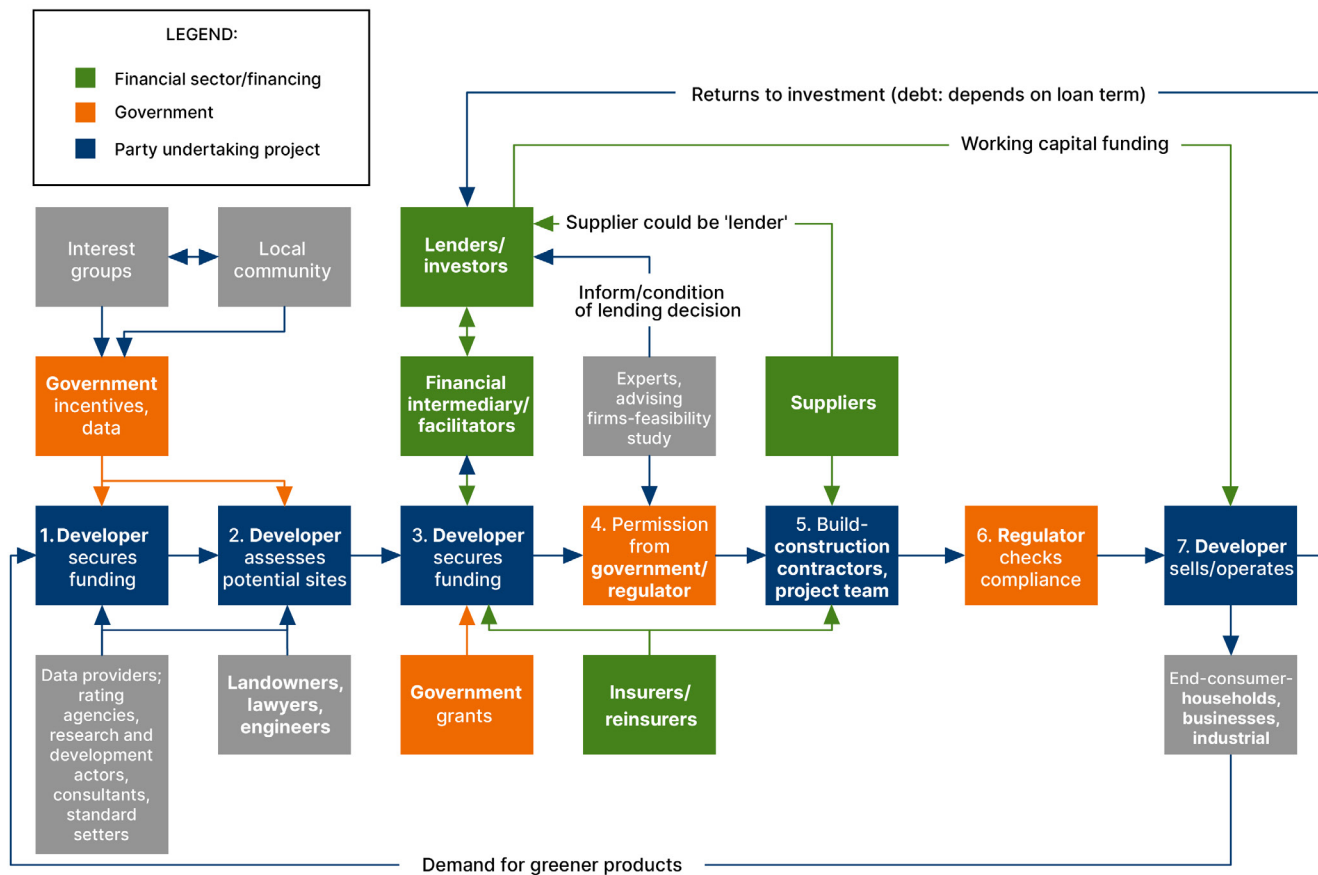 LEGEND:
Financial sector/financing
Government
Party undertaking project
Returns to investment (debt: depends on loan term)
Working capital funding
Interest
groups
Local
community
Lenders/
investors
Supplier could be 'lender'
Inform/condition
of lending decision
Government
incentives,
data
Financial
intermediary/
facilitators
Experts,
advising
firms-feasibility
study
Suppliers
1. Developer
secures
funding
2. Developer
assesses
potential sites
3. Developer
secures
funding
4. Permission
from
government/
regulator
5. Build-
construction
contractors,
project team
6. Regulator
checks
compliance
7. Developer
sells/operates
Data providers;
rating
agencies,
research and
development
actors,
consultants,
standard
setters
Landowners,
lawyers,
engineers
Government
grants
Insurers/
reinsurers
End-consumer-
households,
businesses,
industrial
Demand for greener products